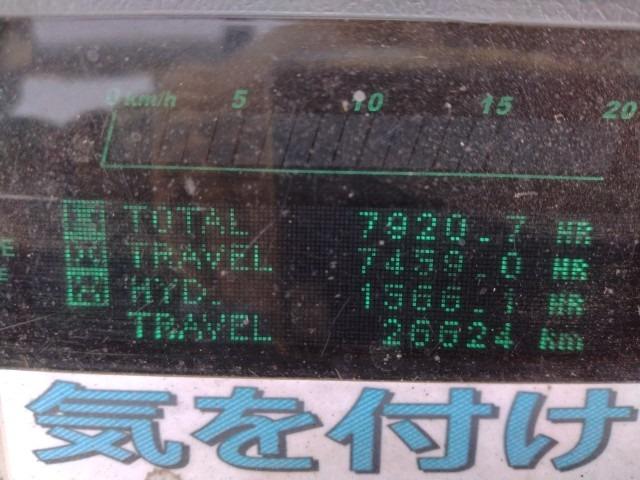 0 km/h 5 10 15 20
TOTAL 7920.7 HR
TRAVEL 7459.0 HR
HYD. 1566.1 HR
TRAVEL km
気を付け